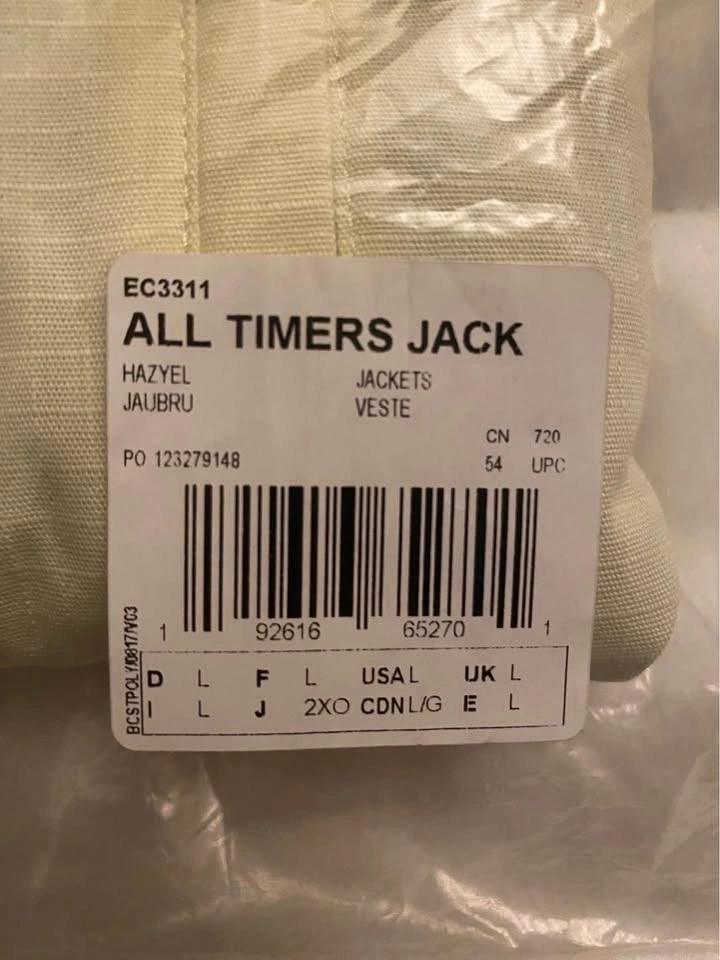 EC3311
ALL TIMERS JACK
HAZYEL JACKETS
JAUBRU VESTE
CN 720
PO 123279148 54 UPC
1 92616 65270 1
BCSTPOLY/0817/V03
D L F L USA L UK L
I L J 2XO CDN L/G E L